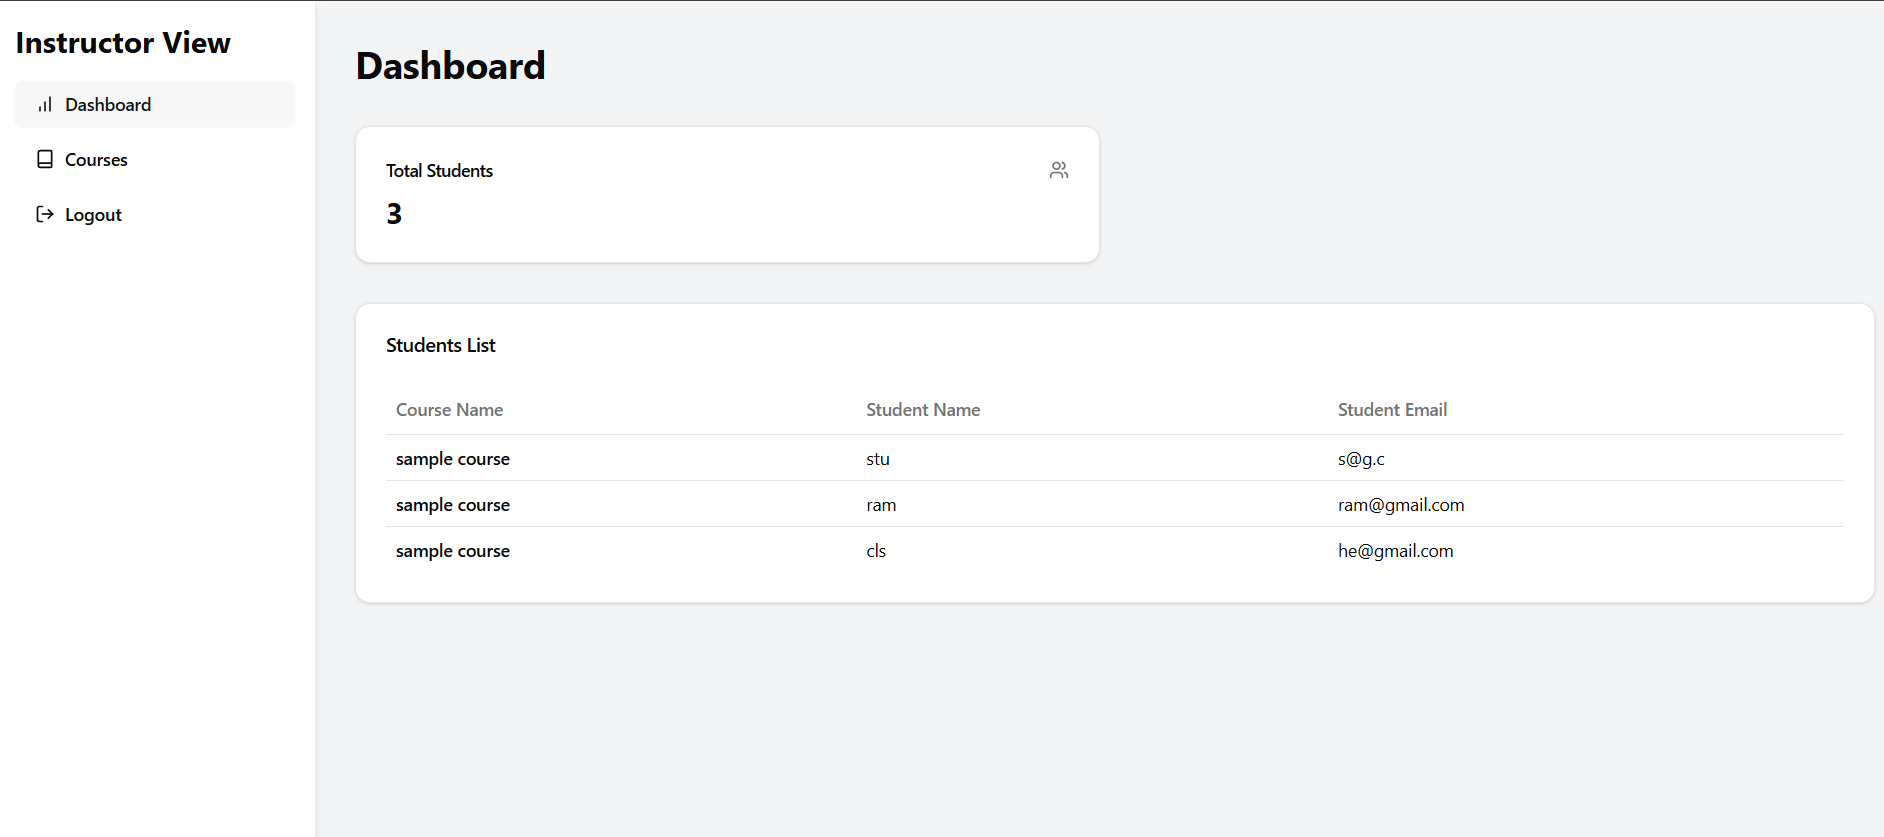 Instructor View
Dashboard
Courses
Logout
Dashboard
Total Students
3
Students List
Course Name Student Name Student Email
sample course stu s@g.c
sample course ram ram@gmail.com
sample course cls he@gmail.com